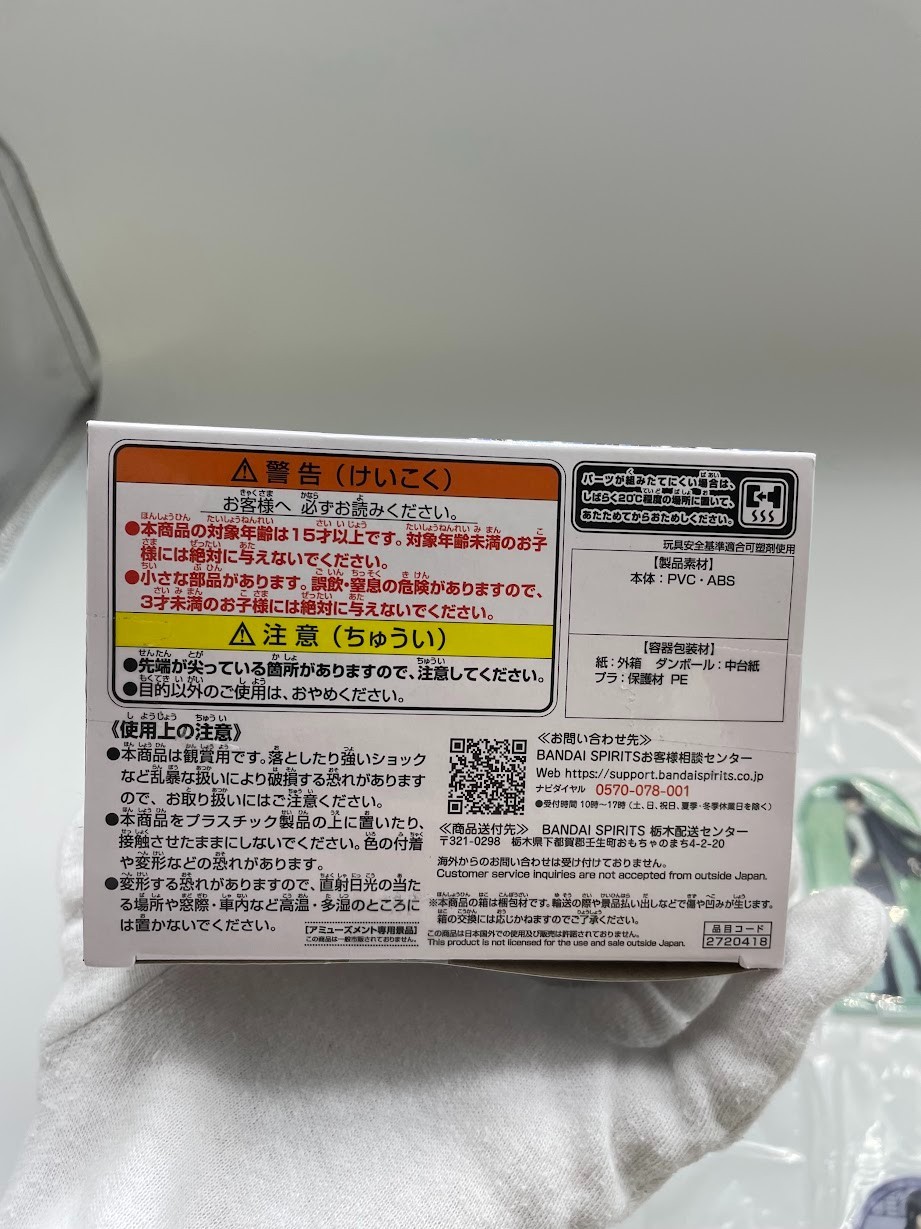 警告（けいこく）
お客様へ 必ずお読みください。
●本商品の対象年齢は15才以上です。対象年齢未満のお子
様には絶対に与えないでください。
●小さな部品があります。誤飲・窒息の危険がありますので、
3才未満のお子様には絶対に与えないでください。
注意（ちゅうい）
●先端が尖っている箇所がありますので、注意してください。
●目的以外のご使用は、おやめください。
《使用上の注意》
●本商品は観賞用です。落としたり強いショック
など乱暴な扱いにより破損する恐れがあります
ので、お取り扱いにはご注意ください。
●本商品をプラスチック製品の上に置いたり、
接触させたままにしないでください。色の付着
や変形などの恐れがあります。
●変形する恐れがありますので、直射日光の当た
る場所や窓際・車内など高温・多湿のところに
は置かないでください。
【アミューズメント専用景品】
この商品は一般市販されておりません。
パーツが組みたてにくい場合は、
しばらく20℃程度の場所に置いて、
あたためてからおためしください。
玩具安全基準適合可塑剤使用
【製品素材】
本体：PVC・ABS
【容器包装材】
紙：外箱 ダンボール：中台紙
プラ：保護材 PE
≪お問い合わせ先≫
BANDAI SPIRITSお客様相談センター
Web https://support.bandaispirits.co.jp
ナビダイヤル 0570-078-001
●受付時間 10時〜17時（土、日、祝日、夏季・冬季休業日を除く）
≪商品送付先≫ BANDAI SPIRITS 栃木配送センター
〒321-0298 栃木県下都賀郡壬生町おもちゃのまち4-2-20
海外からのお問い合わせは受け付けておりません。
Customer service inquiries are not accepted from outside Japan.
※本商品の箱は梱包材です。輸送の際や景品払い出しなどで傷や凹みが生じます。
箱の交換には応じかねますのでご了承ください。
この商品は日本国外での使用及び販売は許諾されておりません。
This product is not licensed for the use and sale outside Japan.
品目コード
2720418